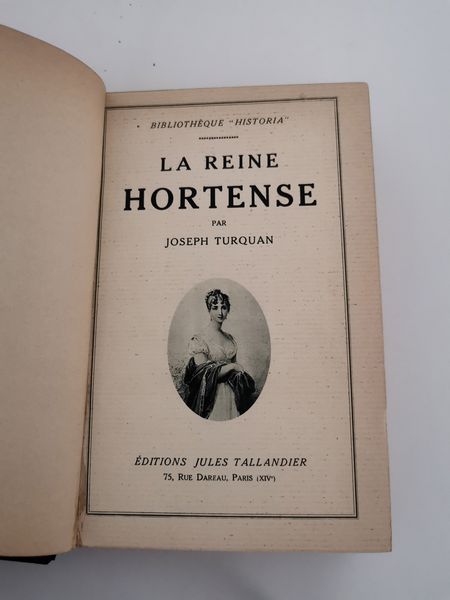 BIBLIOTHÈQUE "HISTORIA"
LA REINE
HORTENSE
PAR
JOSEPH TURQUAN
ÉDITIONS JULES TALLANDIER
75, RUE DAREAU, PARIS (XIVe)